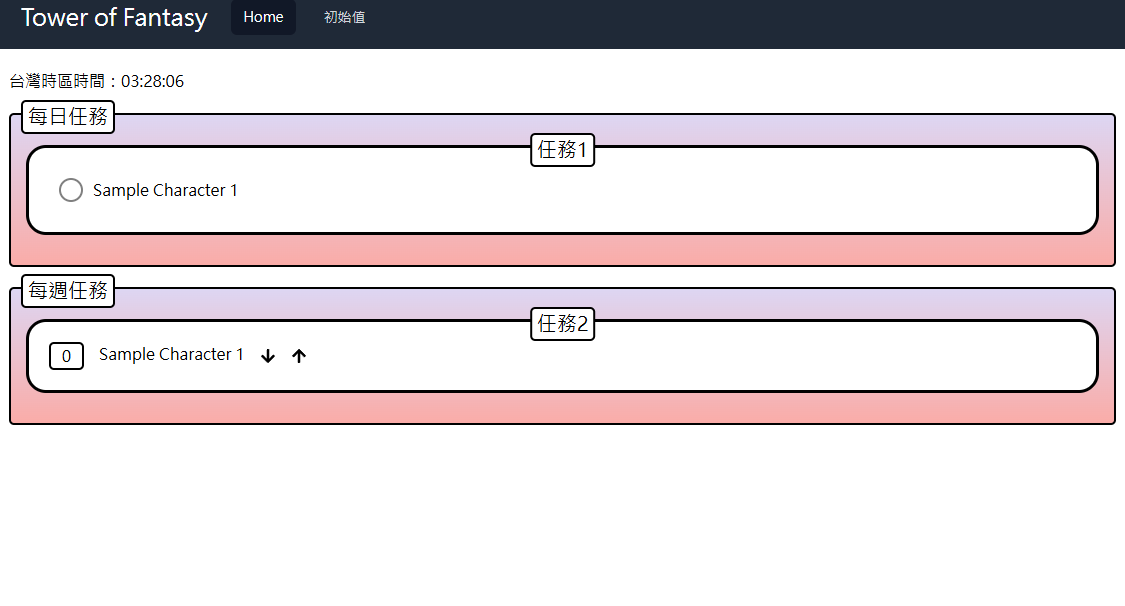 Tower of Fantasy Home 初始值
台灣時區時間：03:28:06
每日任務
任務1
Sample Character 1
每週任務
任務2
0 Sample Character 1